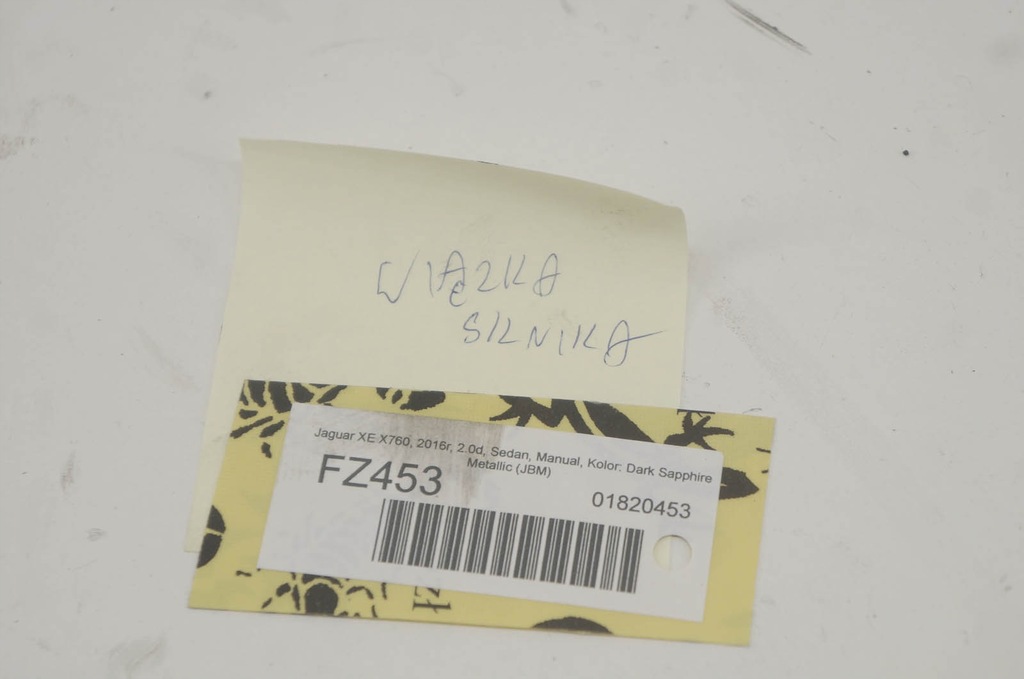 WIĄZKA
SILNIKA
Jaguar XE X760, 2016r, 2.0d, Sedan, Manual, Kolor: Dark Sapphire
Metallic (JBM)
FZ453
01820453